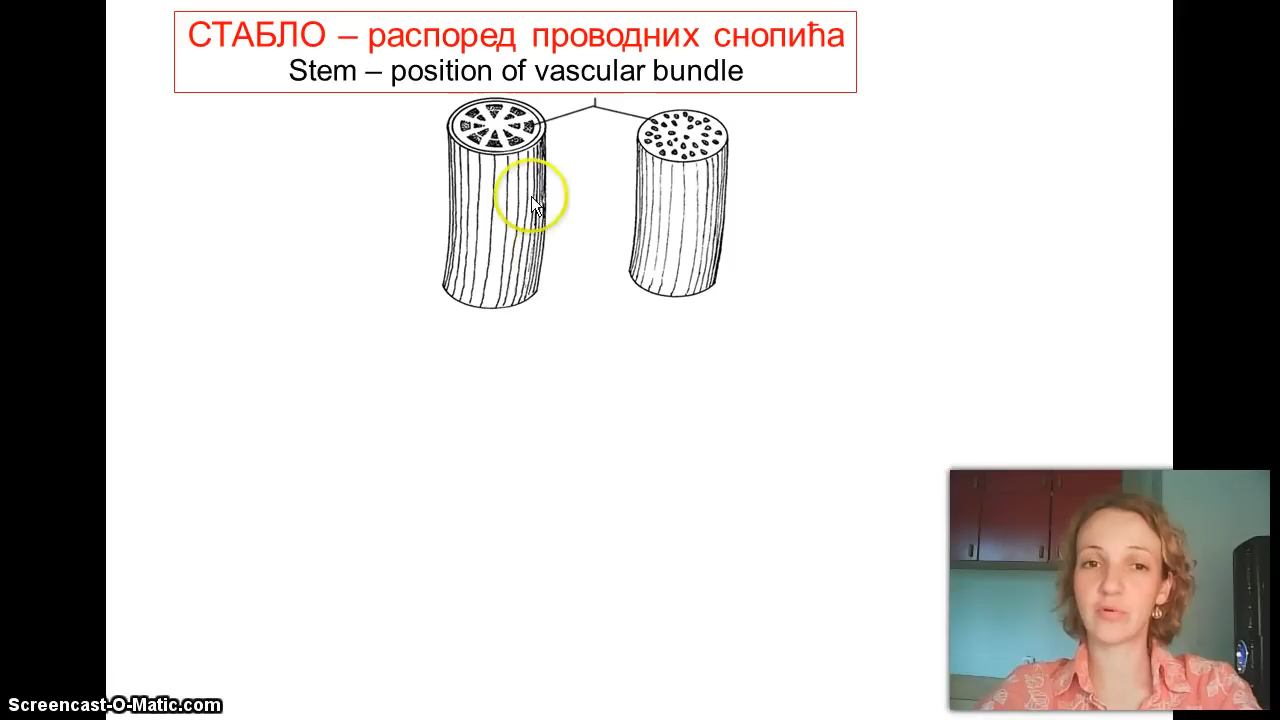 СТАБЛО – распоред проводних снопића
Stem – position of vascular bundle
Screencast-O-Matic.com